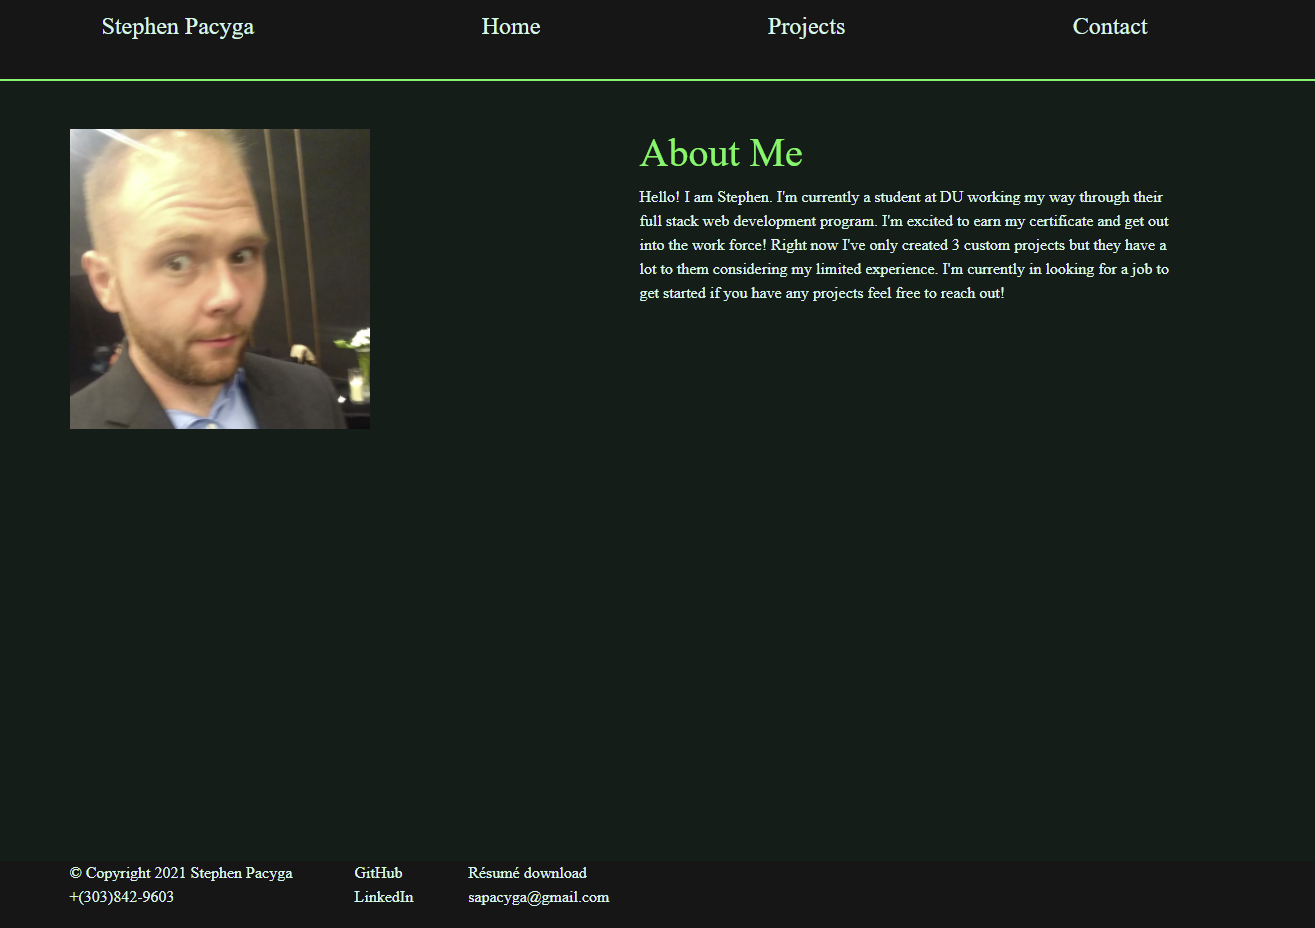 Stephen Pacyga Home Projects Contact
About Me
Hello! I am Stephen. I'm currently a student at DU working my way through their
full stack web development program. I'm excited to earn my certificate and get out
into the work force! Right now I've only created 3 custom projects but they have a
lot to them considering my limited experience. I'm currently in looking for a job to
get started if you have any projects feel free to reach out!
© Copyright 2021 Stephen Pacyga GitHub Résumé download
+(303)842-9603 LinkedIn sapacyga@gmail.com